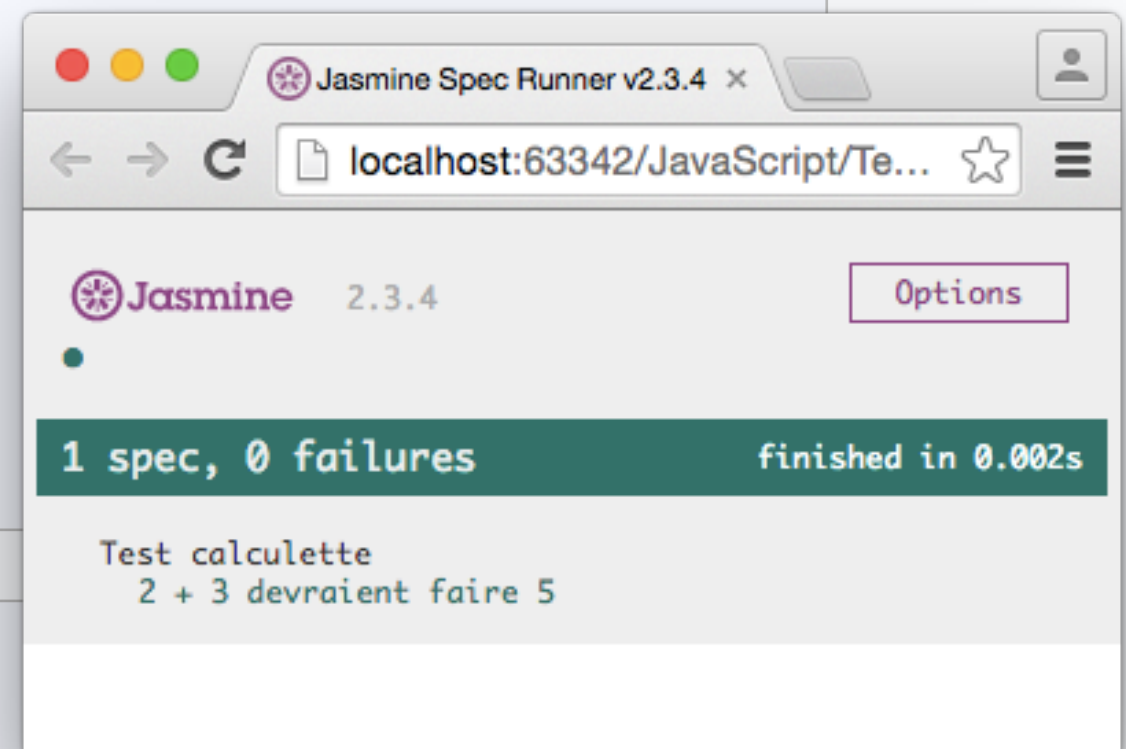 Jasmine Spec Runner v2.3.4
localhost:63342/JavaScript/Te...
Jasmine 2.3.4 Options
1 spec, 0 failures finished in 0.002s
Test calculette
2 + 3 devraient faire 5